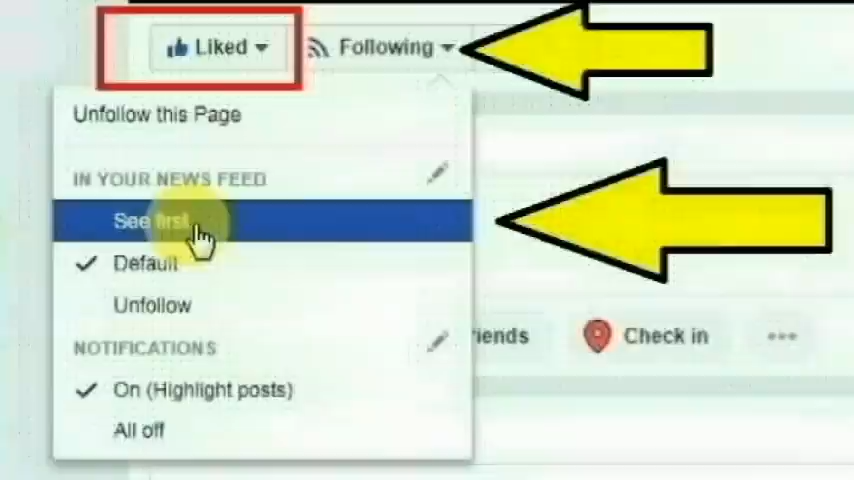 Liked Following
Unfollow this Page
IN YOUR NEWS FEED
See first
Default
Unfollow
NOTIFICATIONS
riends Check in
On (Highlight posts)
All off